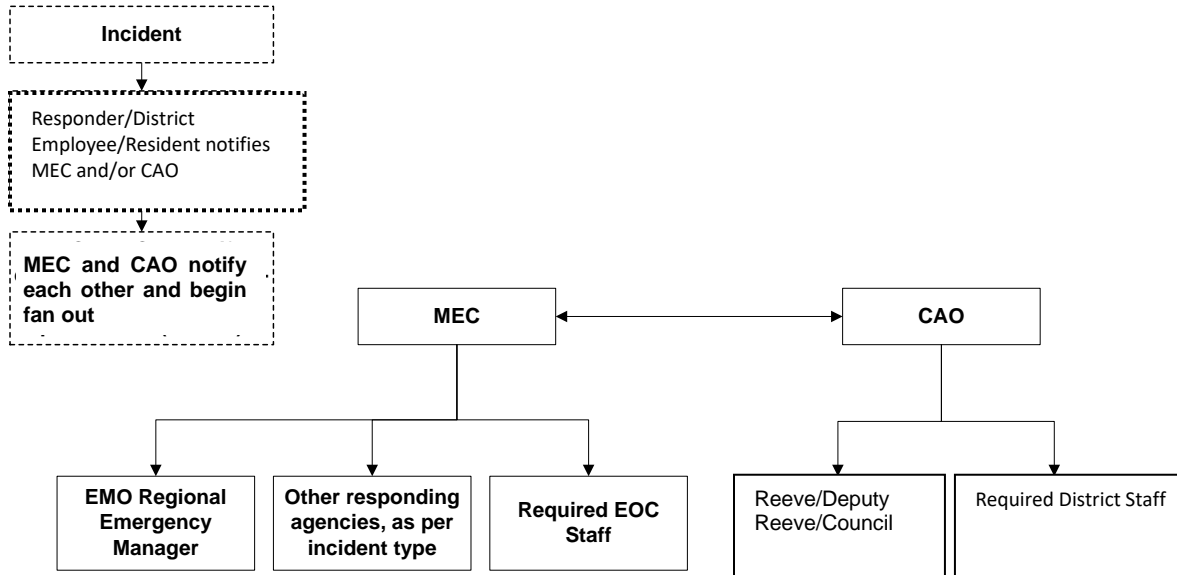 Incident
Responder/District
Employee/Resident notifies
MEC and/or CAO
MEC and CAO notify
each other and begin
fan out
MEC
CAO
EMO Regional
Emergency
Manager
Other responding
agencies, as per
incident type
Required EOC
Staff
Reeve/Deputy
Reeve/Council
Required District Staff